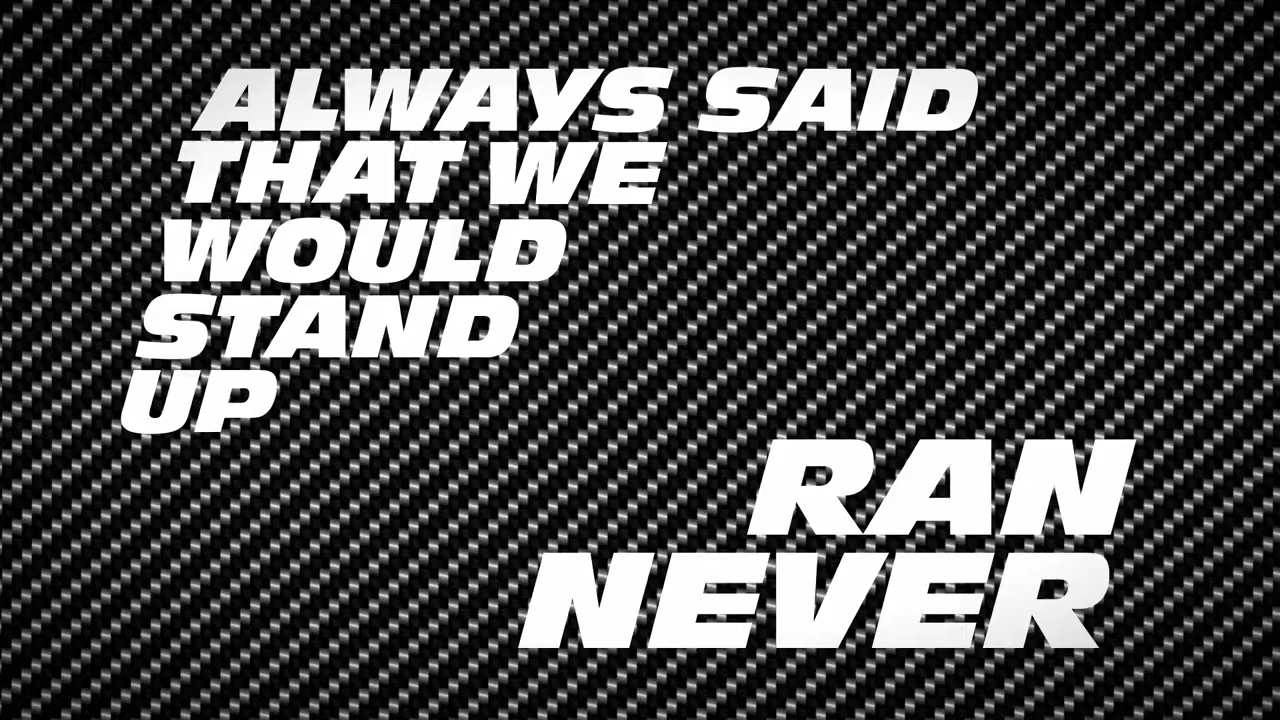 ALWAYS SAID
THAT WE
WOULD
STAND
UP
RAN
NEVER